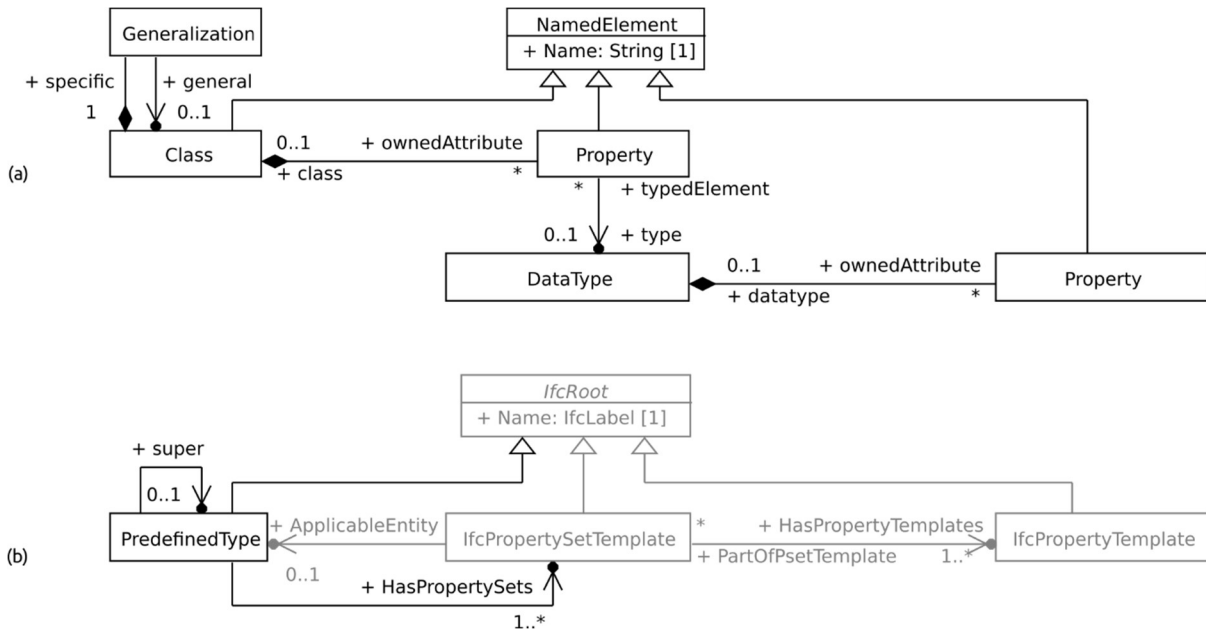 Generalization
NamedElement
+ Name: String [1]
+ specific
+ general
1
0..1
(a)
Class
0..1
+ ownedAttribute
+ class
*
Property
*
+ typedElement
0..1
+ type
DataType
0..1
+ ownedAttribute
+ datatype
*
Property
IfcRoot
+ Name: IfcLabel [1]
+ super
0..1
(b)
PredefinedType
+ ApplicableEntity
0..1
IfcPropertySetTemplate
*
+ HasPropertyTemplates
+ PartOfPsetTemplate
1..*
IfcPropertyTemplate
+ HasPropertySets
1..*